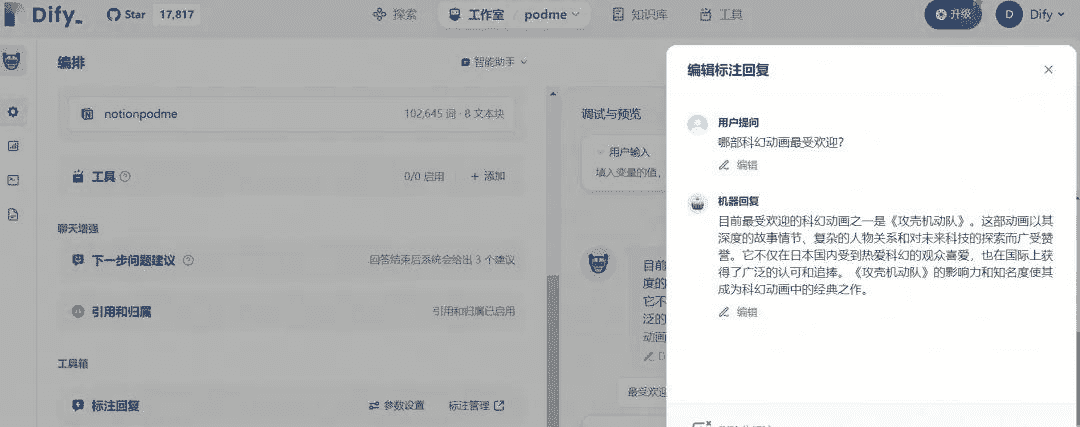 Dify_
Star 17,817
探索
工作室 / podme
知识库
工具
升级
D Dify
编排
智能助手
notionpodme
102,645 词 · 8 文本块
工具
0/0 启用
+ 添加
聊天增强
下一步问题建议
回答结束后系统会给出 3 个建议
引用和归属
引用和归属已启用
工具箱
标注回复
参数设置
标注管理
调试与预览
用户输入
填入变量的值，
目前
度的
它不
泛的
动画
D
最受欢迎
编辑标注回复
用户提问
哪部科幻动画最受欢迎?
编辑
机器回复
目前最受欢迎的科幻动画之一是《攻壳机动队》。这部动画以其
深度的故事情节、复杂的人物关系和对未来科技的探索而广受赞
誉。它不仅在日本国内受到热爱科幻的观众喜爱，也在国际上获
得了广泛的认可和追捧。《攻壳机动队》的影响力和知名度使其
成为科幻动画中的经典之作。
编辑